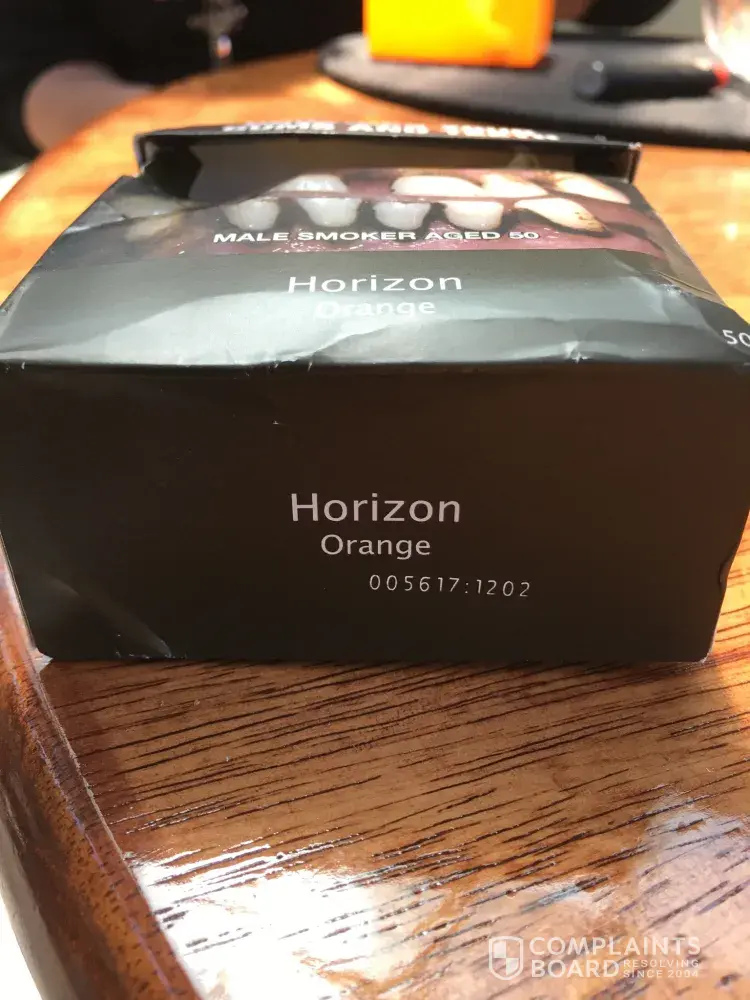 MALE SMOKER AGED 50
Horizon
Orange
50
Horizon
Orange
005617:1202
COMPLAINTS
BOARD RESOLVING
SINCE 2004